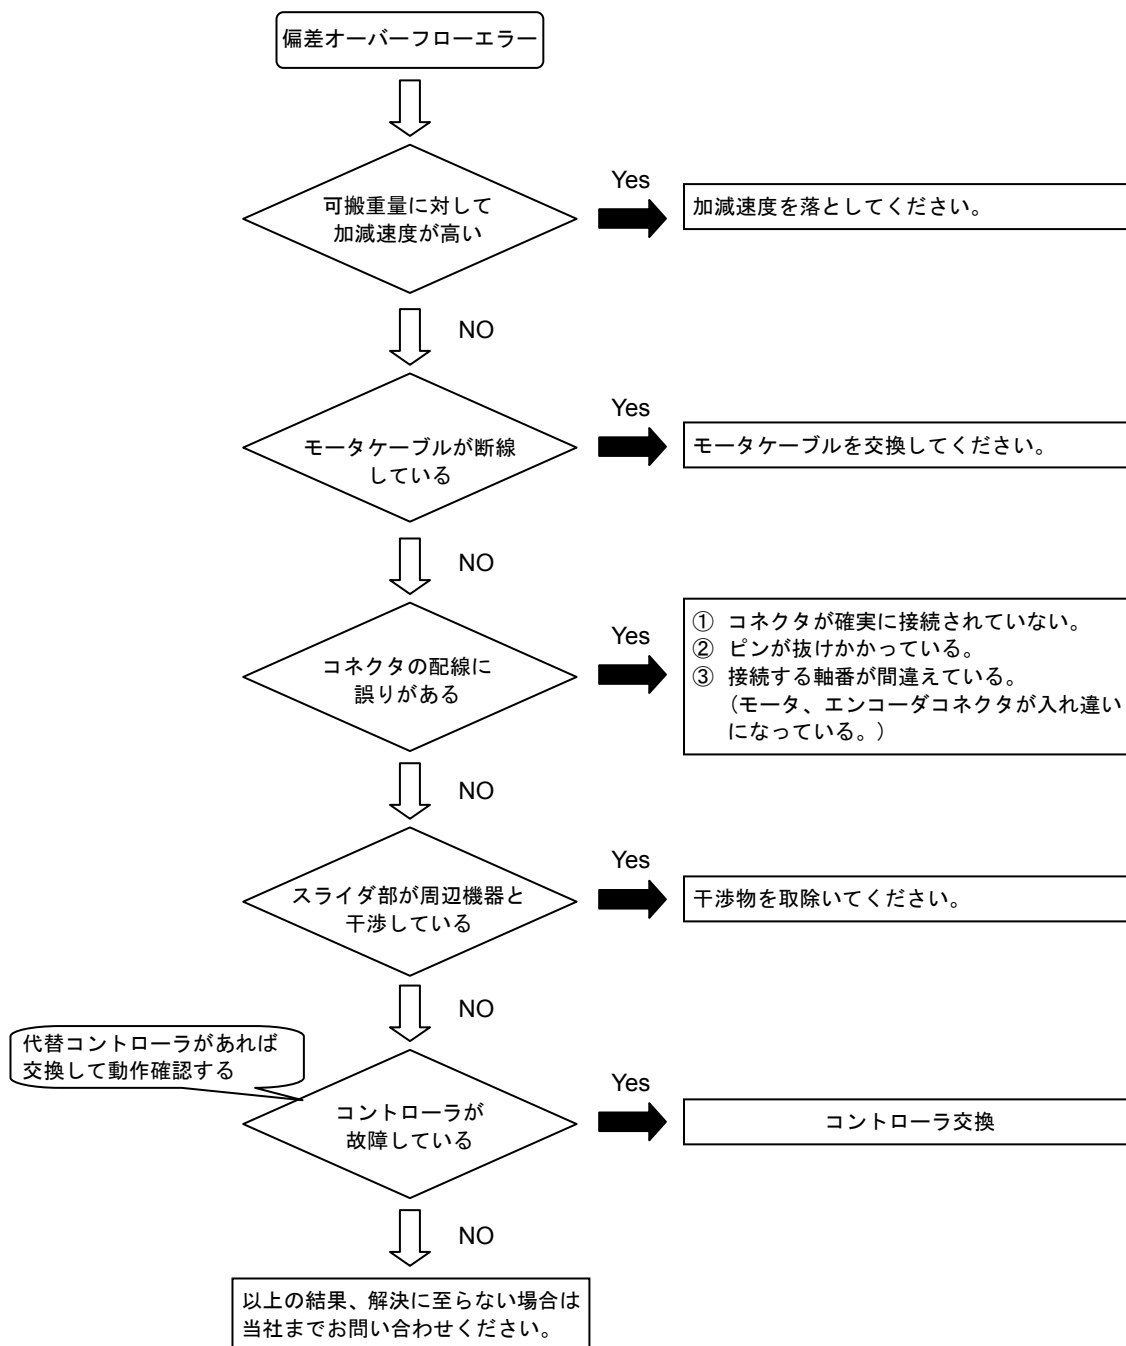 偏差オーバーフローエラー
可搬重量に対して
加減速度が高い
Yes
加減速度を落としてください。
NO
モータケーブルが断線
している
Yes
モータケーブルを交換してください。
NO
コネクタの配線に
誤りがある
Yes
① コネクタが確実に接続されていない。
② ピンが抜けかかっている。
③ 接続する軸番が間違えている。
（モータ、エンコーダコネクタが入れ違い
になっている。）
NO
スライダ部が周辺機器と
干渉している
Yes
干渉物を取除いてください。
NO
代替コントローラがあれば
交換して動作確認する
コントローラが
故障している
Yes
コントローラ交換
NO
以上の結果、解決に至らない場合は
当社までお問い合わせください。